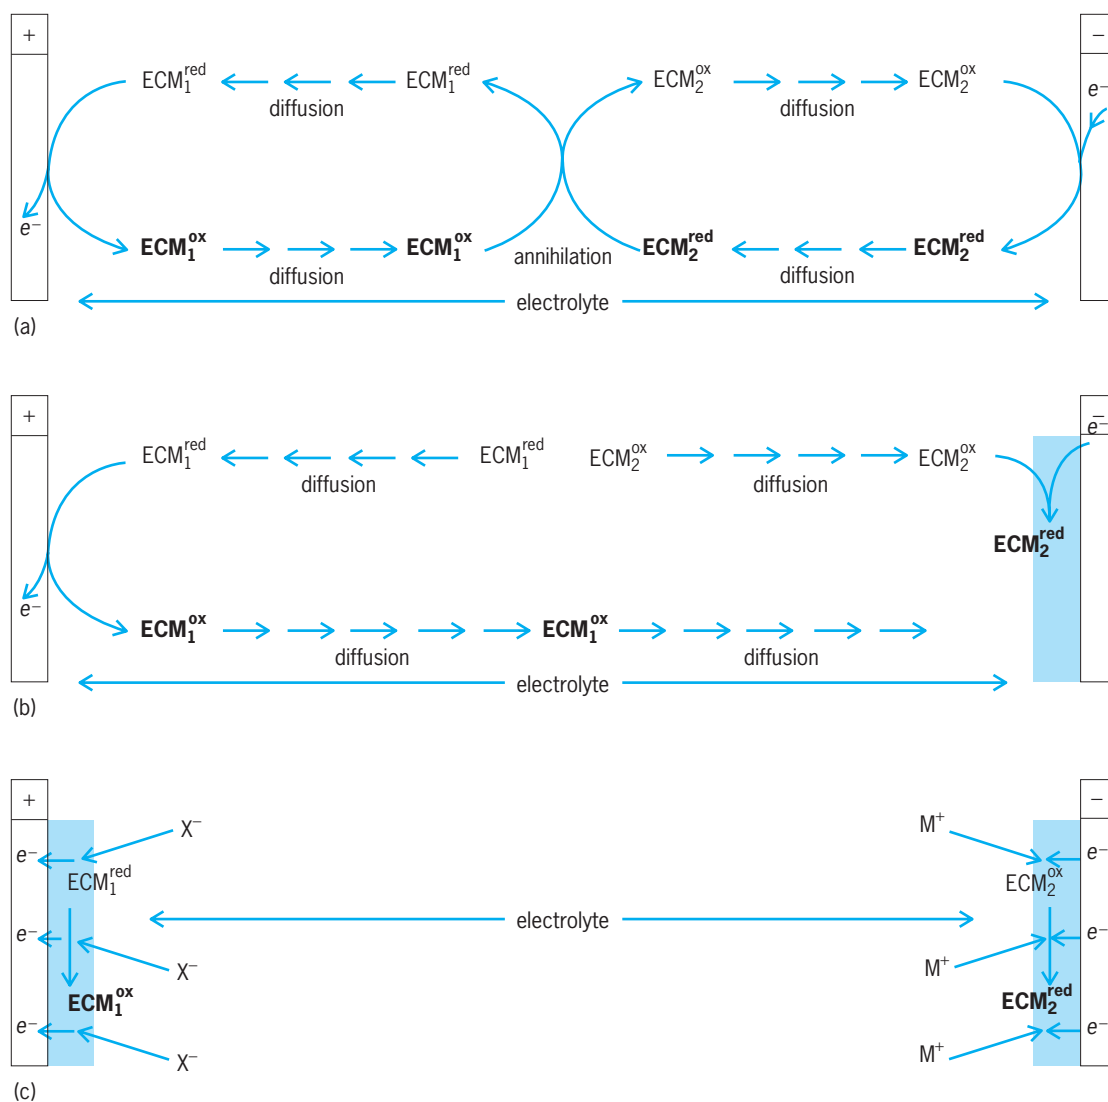 + −
ECM₁ʳᵉᵈ ECM₁ʳᵉᵈ ECM₂ᵒˣ ECM₂ᵒˣ e⁻
diffusion diffusion
e⁻ ECM₁ᵒˣ ECM₁ᵒˣ annihilation ECM₂ʳᵉᵈ ECM₂ʳᵉᵈ
diffusion diffusion
electrolyte
(a)
+ −
e⁻
ECM₁ʳᵉᵈ ECM₁ʳᵉᵈ ECM₂ᵒˣ ECM₂ᵒˣ
diffusion diffusion
ECM₂ʳᵉᵈ
e⁻
ECM₁ᵒˣ ECM₁ᵒˣ
diffusion diffusion
electrolyte
(b)
+ −
X⁻ M⁺
e⁻ e⁻
ECM₁ʳᵉᵈ ECM₂ᵒˣ
electrolyte
e⁻ e⁻
X⁻ M⁺
ECM₁ᵒˣ ECM₂ʳᵉᵈ
e⁻ e⁻
X⁻ M⁺
(c)